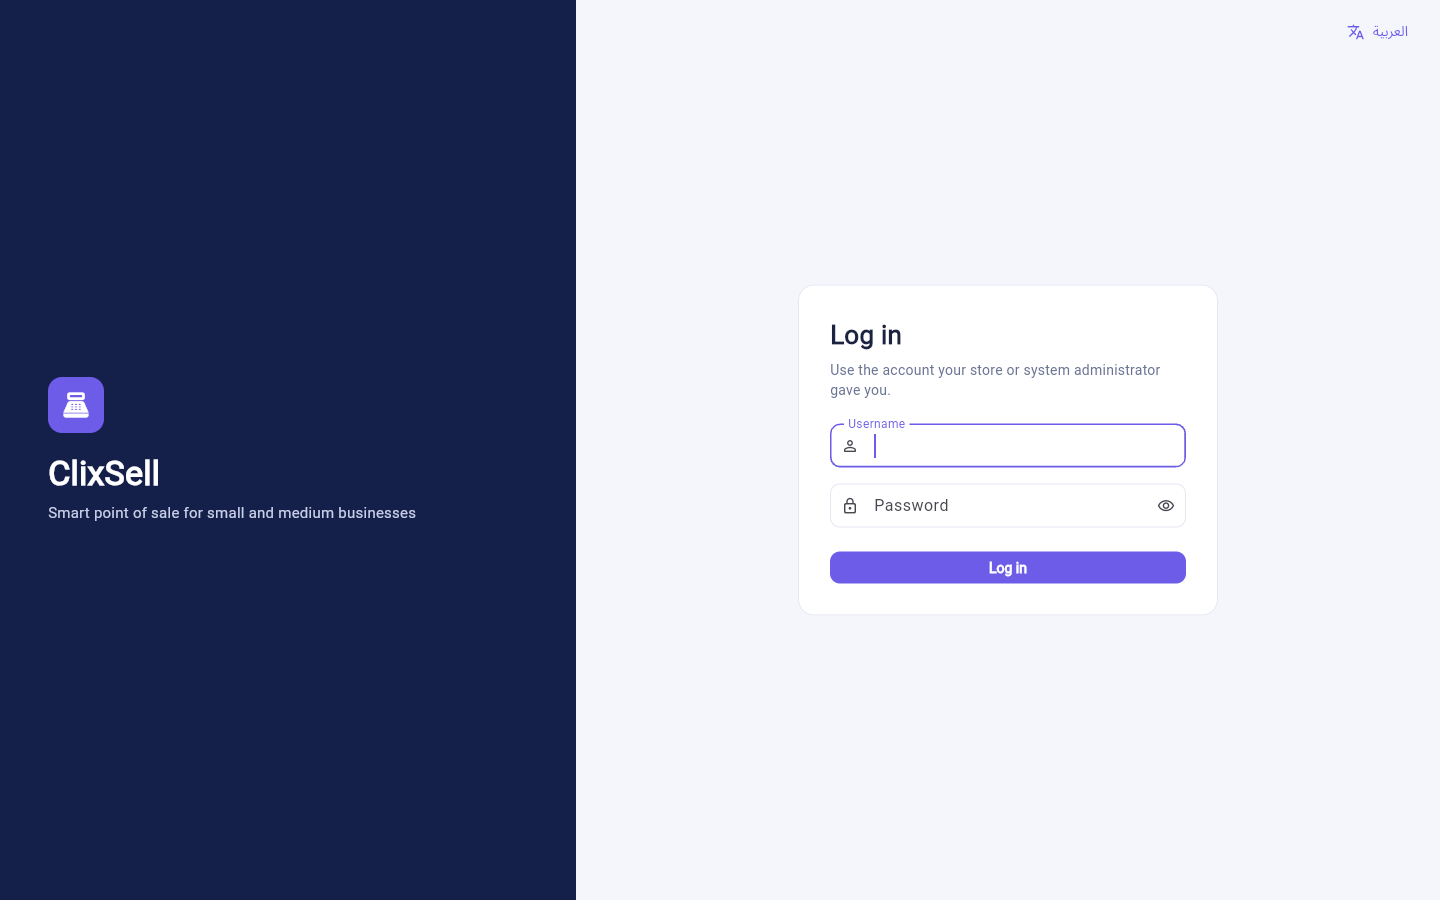 العربية
ClixSell
Smart point of sale for small and medium businesses
Log in
Use the account your store or system administrator
gave you.
Username
Password
Log in